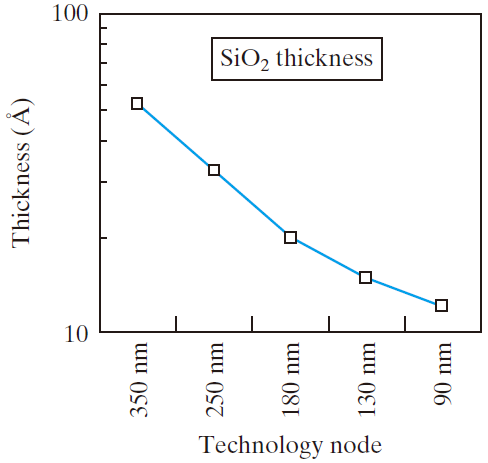 100
SiO₂ thickness
Thickness (Å)
10
350 nm
250 nm
180 nm
130 nm
90 nm
Technology node